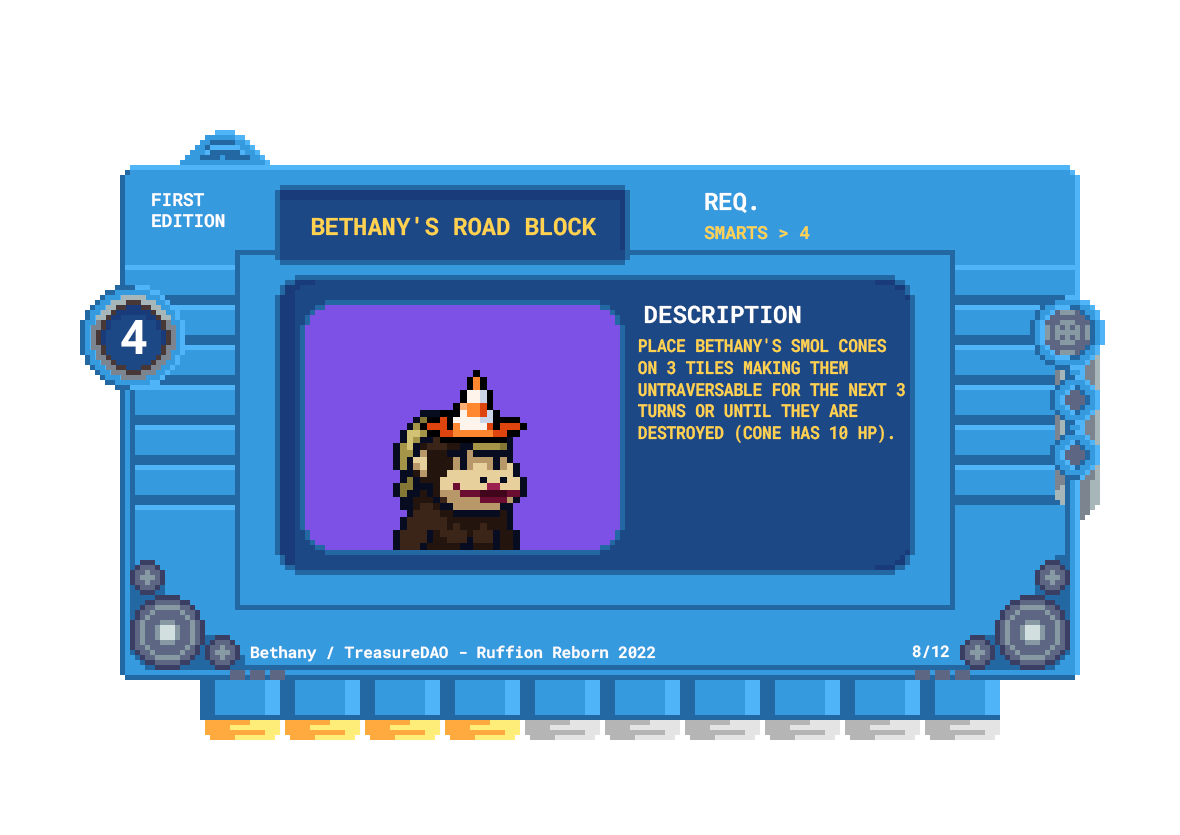 FIRST
EDITION
BETHANY'S ROAD BLOCK
REQ.
SMARTS > 4
4
DESCRIPTION
PLACE BETHANY'S SMOL CONES
ON 3 TILES MAKING THEM
UNTRAVERSABLE FOR THE NEXT 3
TURNS OR UNTIL THEY ARE
DESTROYED (CONE HAS 10 HP).
Bethany / TreasureDAO - Ruffion Reborn 2022
8/12